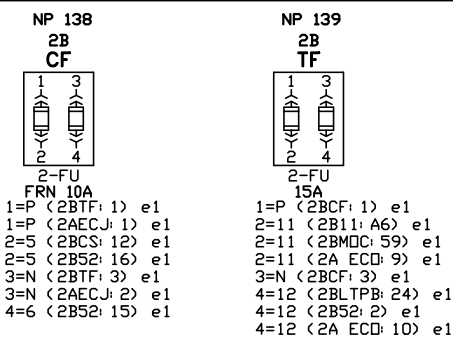 NP 138
2B
CF
1 3
2 4
2-FU
FRN 10A
1=P (2BTF: 1) e1
1=P (2AECJ: 1) e1
2=5 (2BCS: 12) e1
2=5 (2B52: 16) e1
3=N (2BTF: 3) e1
3=N (2AECJ: 2) e1
4=6 (2B52: 15) e1
NP 139
2B
TF
1 3
2 4
2-FU
15A
1=P (2BCF: 1) e1
2=11 (2B11: A6) e1
2=11 (2BMOC: 59) e1
2=11 (2A ECO: 9) e1
3=N (2BCF: 3) e1
4=12 (2BLTPB: 24) e1
4=12 (2B52: 2) e1
4=12 (2A ECO: 10) e1